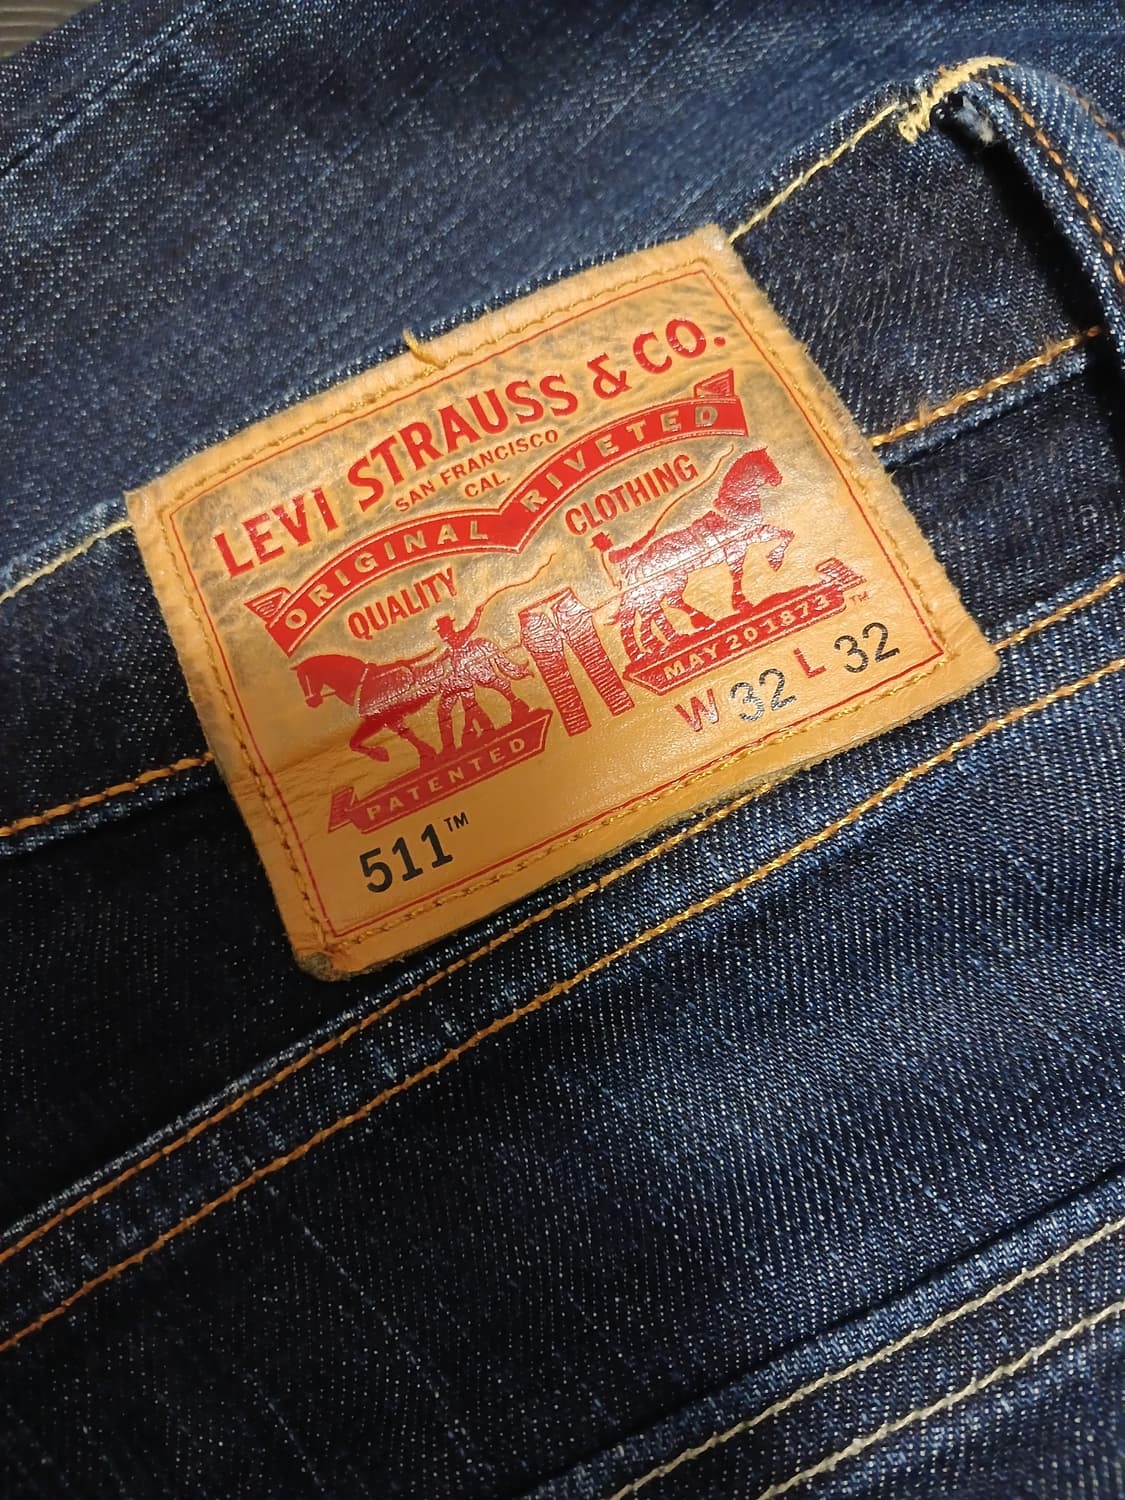 LEVI STRAUSS & CO.
SAN FRANCISCO
CAL.
ORIGINAL RIVETED
QUALITY CLOTHING
PATENTED
MAY 20 1873 ™
W 32 L 32
511™